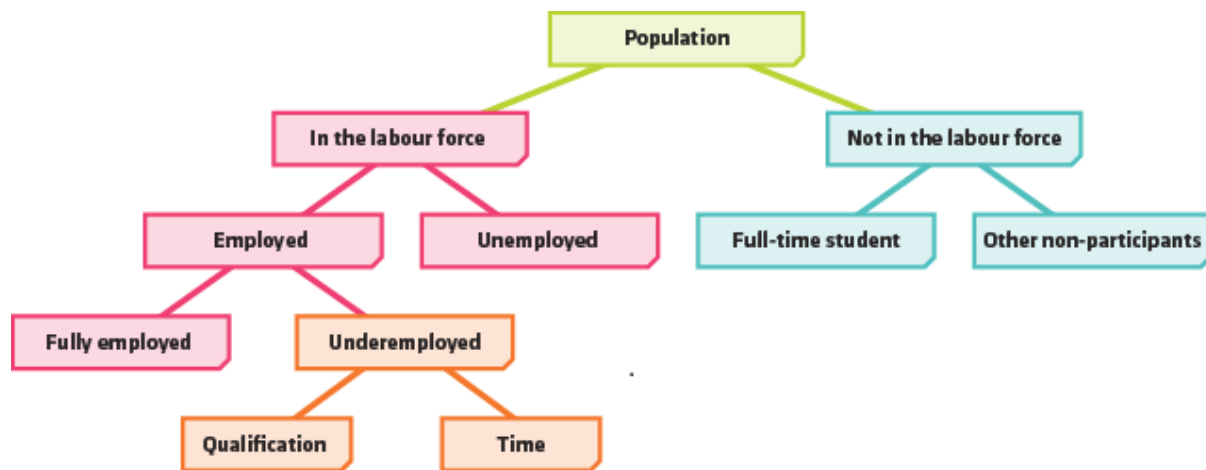 Population
In the labour force
Not in the labour force
Employed
Unemployed
Full-time student
Other non-participants
Fully employed
Underemployed
Qualification
Time